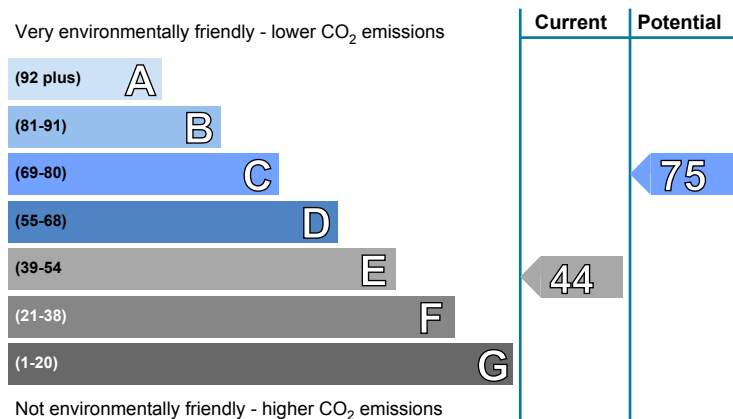 Current Potential
Very environmentally friendly - lower CO2 emissions
(92 plus) A
(81-91) B
(69-80) C 75
(55-68) D
(39-54 E 44
(21-38) F
(1-20) G
Not environmentally friendly - higher CO2 emissions